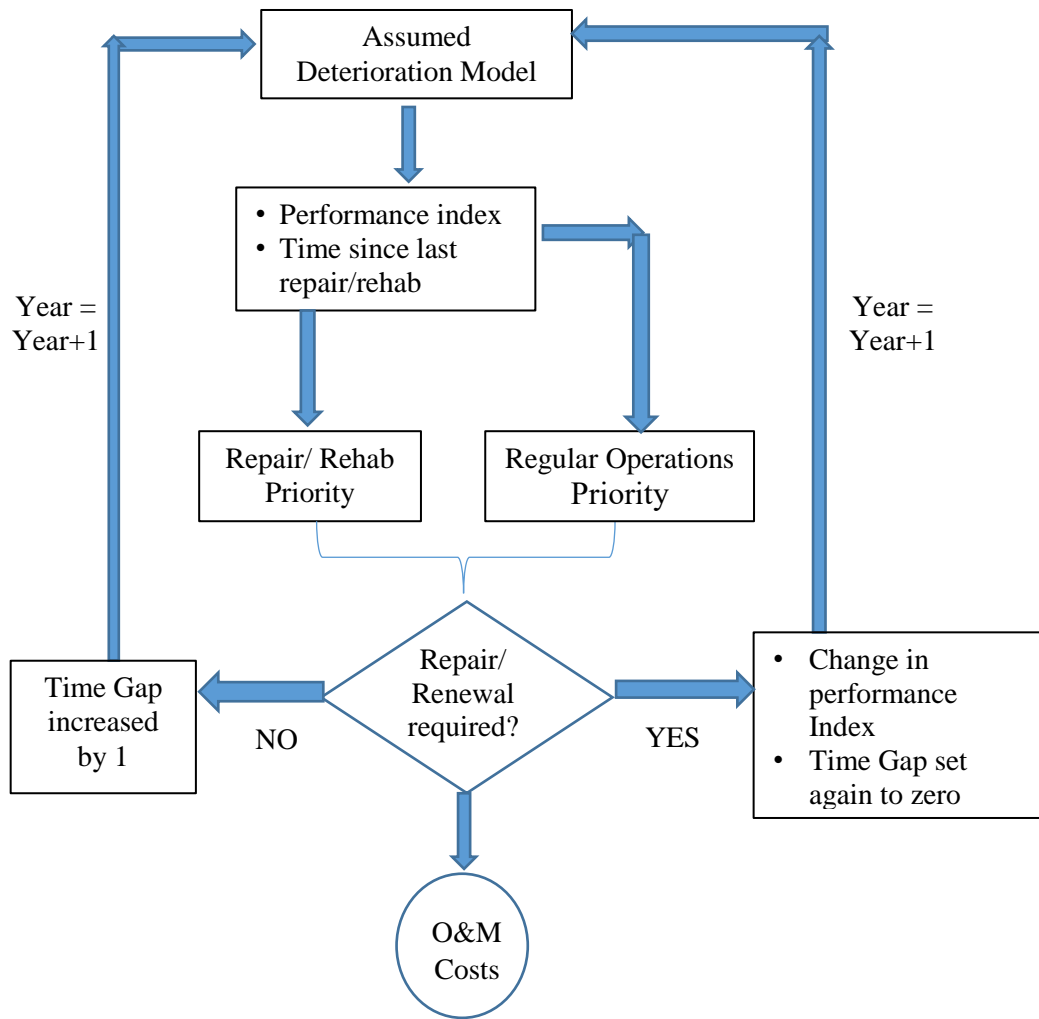 Assumed
Deterioration Model
• Performance index
• Time since last
repair/rehab
Year =
Year+1
Year =
Year+1
Repair/ Rehab
Priority
Regular Operations
Priority
Repair/
Renewal
required?
Time Gap
increased
by 1
NO
YES
• Change in
performance
Index
• Time Gap set
again to zero
O&M
Costs